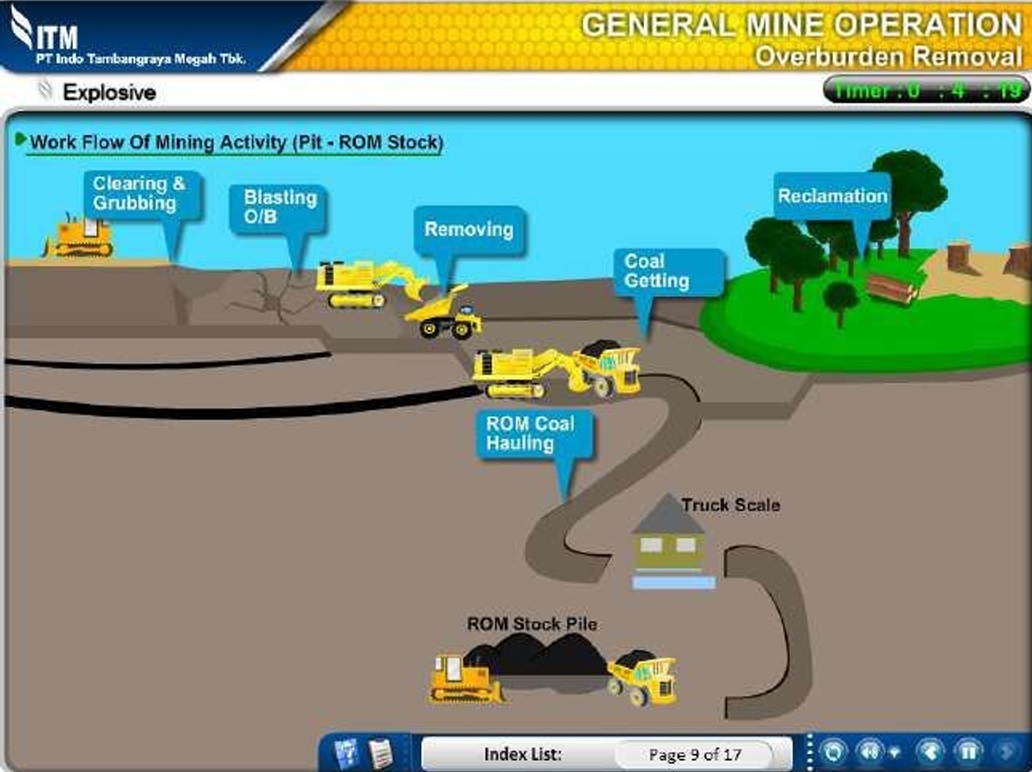 ITM
PT Indo Tambangraya Megah Tbk.
GENERAL MINE OPERATION
Overburden Removal
Explosive
Timer : 0 : 4 : 19
Work Flow Of Mining Activity (Pit - ROM Stock)
Clearing &
Grubbing
Blasting
O/B
Removing
Coal
Getting
Reclamation
ROM Coal
Hauling
Truck Scale
ROM Stock Pile
Index List:
Page 9 of 17